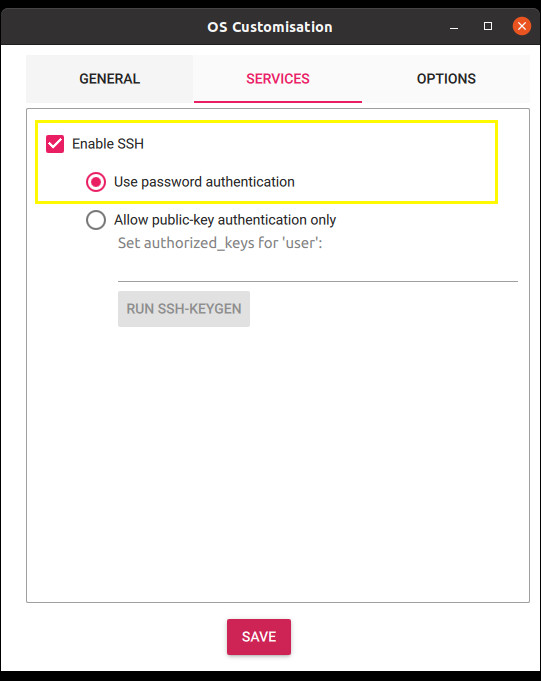 OS Customisation
GENERAL SERVICES OPTIONS
Enable SSH
Use password authentication
Allow public-key authentication only
Set authorized_keys for 'user':
RUN SSH-KEYGEN
SAVE